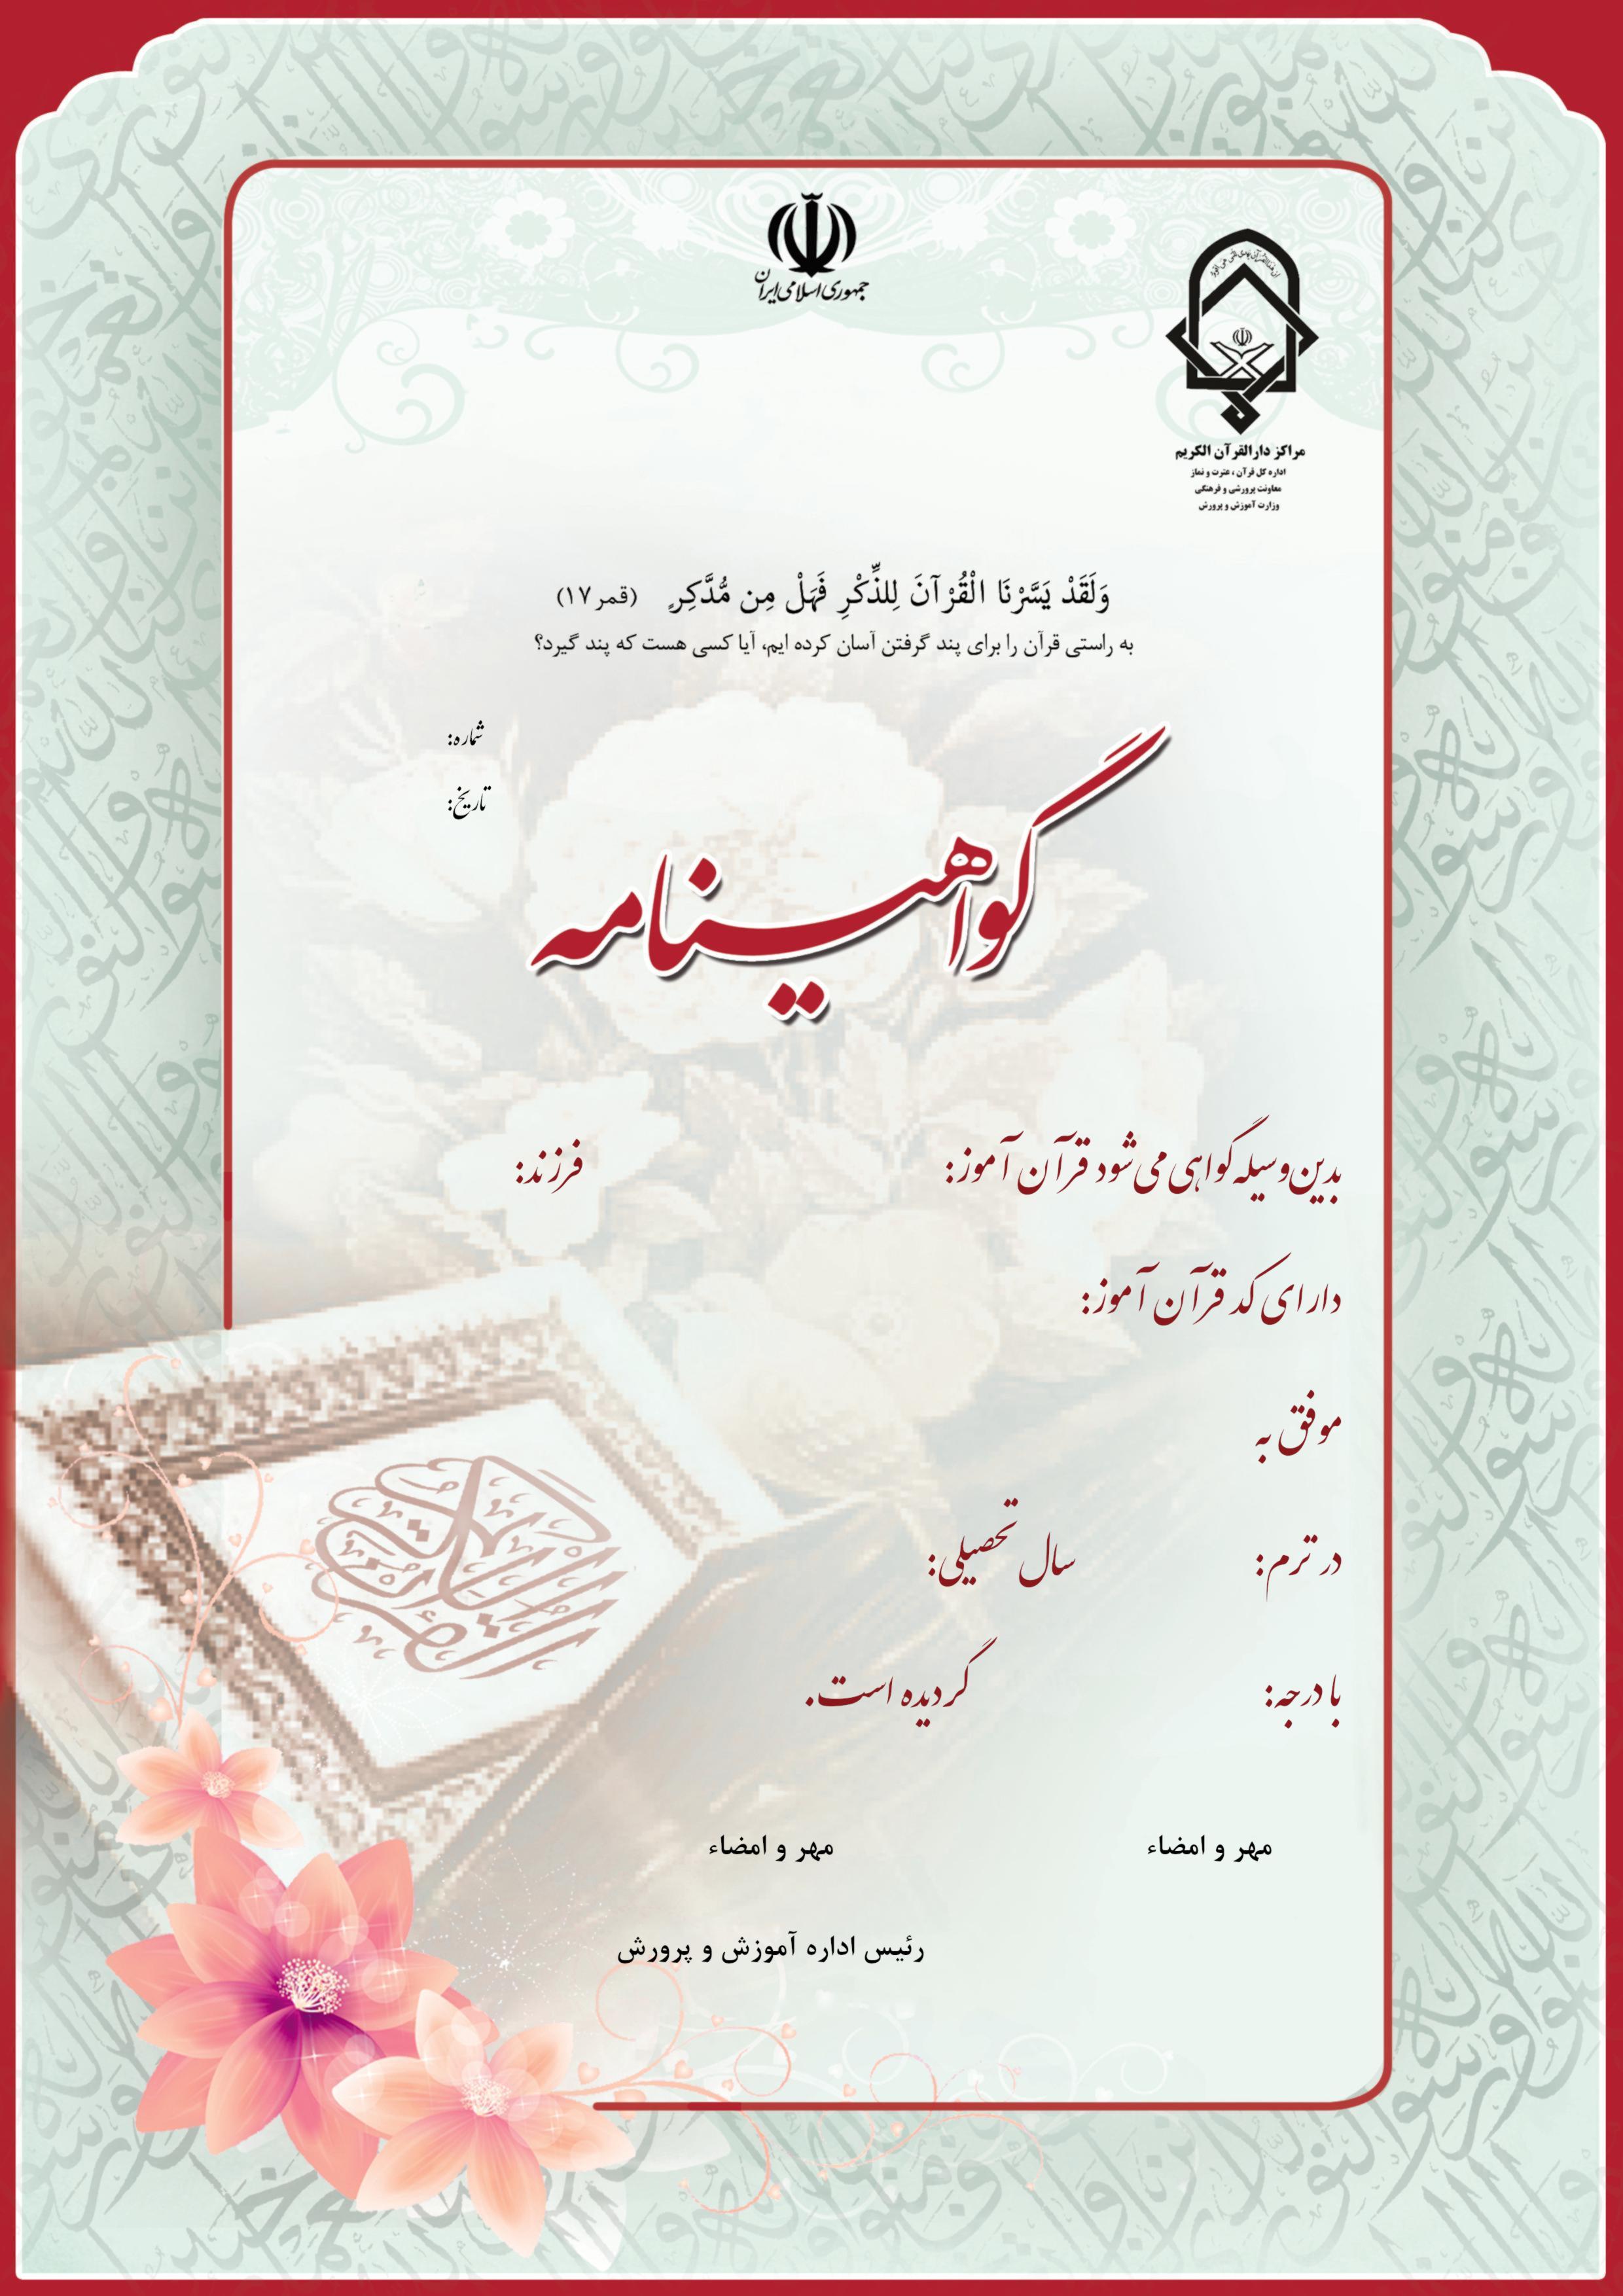 جمهوری اسلامی ایران
مراکز دارالقرآن الکریم
اداره کل قرآن ، عترت و نماز
معاونت پرورشی و فرهنگی
وزارت آموزش و پرورش
وَلَقَدْ يَسَّرْنَا الْقُرْآنَ لِلذِّكْرِ فَهَلْ مِن مُّدَّكِرٍ (قمر ۱۷)
به راستی قرآن را برای پند گرفتن آسان کرده ایم، آیا کسی هست که پند گیرد؟
شماره:
تاریخ:
گواهینامه
بدین وسیله گواهی می شود قرآن آموز: فرزند:
دارای کد قرآن آموز:
موفق به
در ترم: سال تحصیلی:
با درجه: گردیده است.
مهر و امضاء مهر و امضاء
رئیس اداره آموزش و پرورش